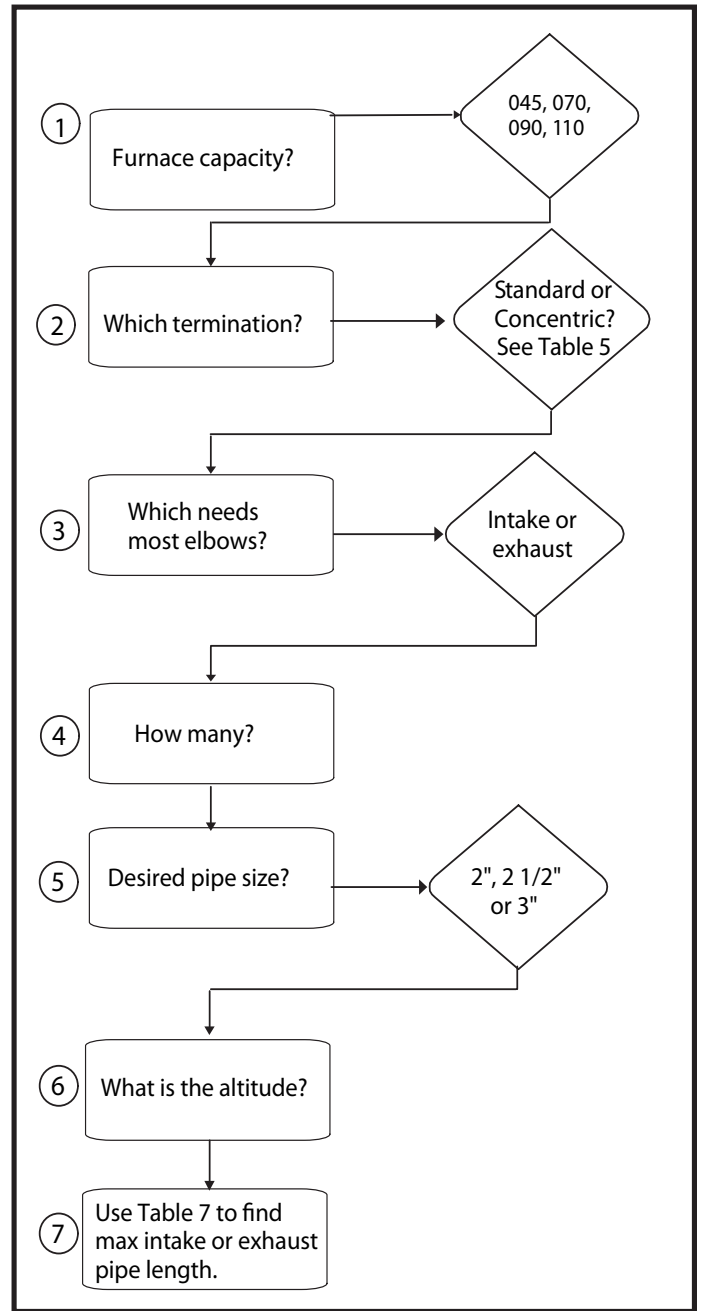 1
Furnace capacity?
045, 070,
090, 110
2
Which termination?
Standard or
Concentric?
See Table 5
3
Which needs
most elbows?
Intake or
exhaust
4
How many?
5
Desired pipe size?
2", 2 1/2"
or 3"
6
What is the altitude?
7
Use Table 7 to find
max intake or exhaust
pipe length.